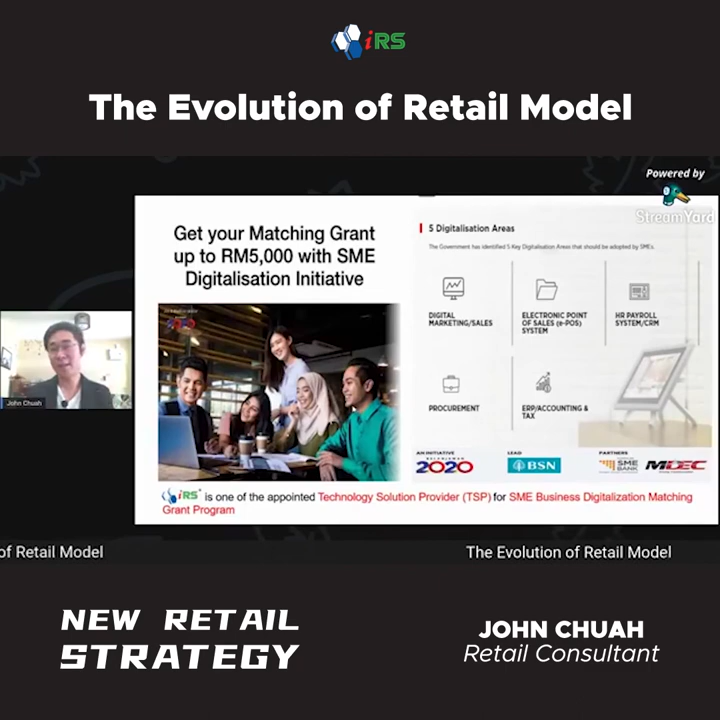 iRS
The Evolution of Retail Model
Powered by
StreamYard
Get your Matching Grant
up to RM5,000 with SME
Digitalisation Initiative
5 Digitalisation Areas
The Government has identified 5 Key Digitalisation Areas that should be adopted by SMEs.
DIGITAL
MARKETING/SALES
ELECTRONIC POINT
OF SALES (e-POS)
SYSTEM
HR PAYROLL
SYSTEM/CRM
PROCUREMENT
ERP/ACCOUNTING &
TAX
John Chuah
AN INITIATIVE
2020
LEAD
BSN
PARTNERS
SME
BANK
MDEC
iRS is one of the appointed Technology Solution Provider (TSP) for SME Business Digitalization Matching
Grant Program
of Retail Model
The Evolution of Retail Model
NEW RETAIL
STRATEGY
JOHN CHUAH
Retail Consultant